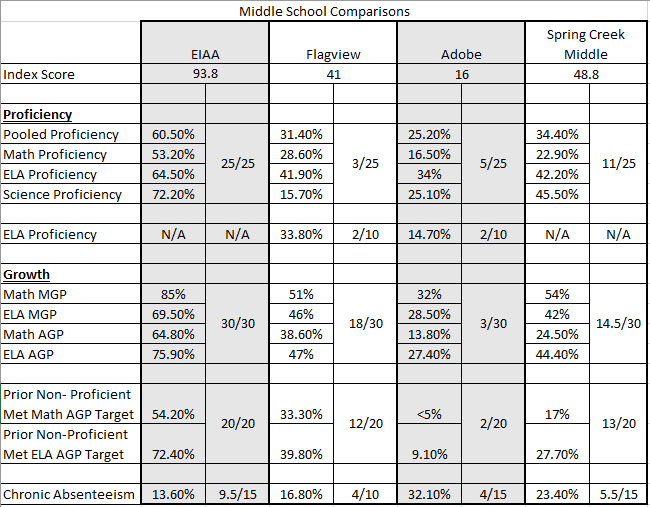 Middle School Comparisons
EIAA Flagview Adobe Spring Creek Middle
Index Score 93.8 41 16 48.8
Proficiency
Pooled Proficiency 60.50% 31.40% 25.20% 34.40%
Math Proficiency 53.20% 28.60% 16.50% 22.90%
25/25 3/25 5/25 11/25
ELA Proficiency 64.50% 41.90% 34% 42.20%
Science Proficiency 72.20% 15.70% 25.10% 45.50%
ELA Proficiency N/A N/A 33.80% 2/10 14.70% 2/10 N/A N/A
Growth
Math MGP 85% 51% 32% 54%
ELA MGP 69.50% 46% 28.50% 42%
30/30 18/30 3/30 14.5/30
Math AGP 64.80% 38.60% 13.80% 24.50%
ELA AGP 75.90% 47% 27.40% 44.40%
Prior Non- Proficient
Met Math AGP Target 54.20% 33.30% <5% 17%
20/20 12/20 2/20 13/20
Prior Non-Proficient
Met ELA AGP Target 72.40% 39.80% 9.10% 27.70%
Chronic Absenteeism 13.60% 9.5/15 16.80% 4/10 32.10% 4/15 23.40% 5.5/15